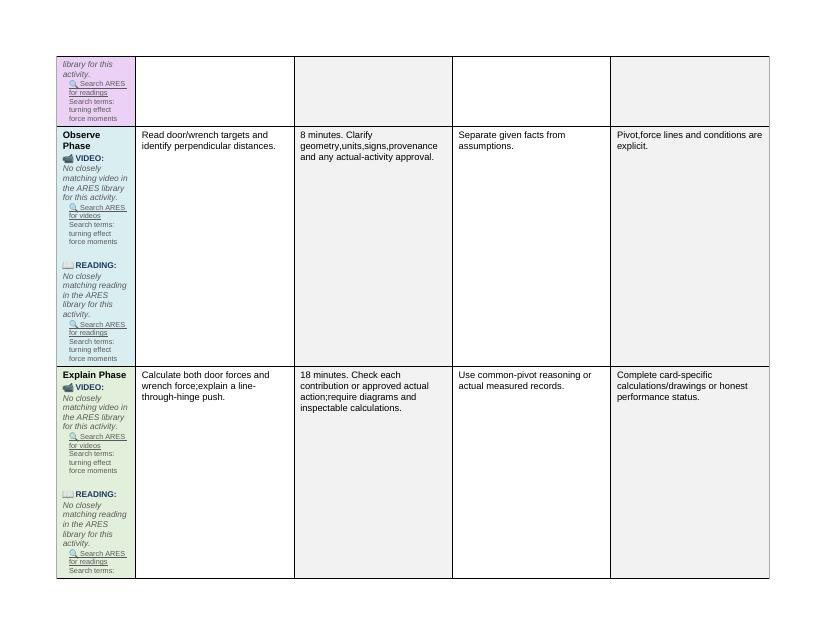 library for this
activity.
🔍 Search ARES
for readings
Search terms:
turning effect
force moments
Observe
Phase
📹 VIDEO:
No closely
matching video in
the ARES library
for this activity.
🔍 Search ARES
for videos
Search terms:
turning effect
force moments
📖 READING:
No closely
matching reading
in the ARES
library for this
activity.
🔍 Search ARES
for readings
Search terms:
turning effect
force moments
Read door/wrench targets and
identify perpendicular distances.
8 minutes. Clarify
geometry,units,signs,provenance
and any actual-activity approval.
Separate given facts from
assumptions.
Pivot,force lines and conditions are
explicit.
Explain Phase
📹 VIDEO:
No closely
matching video in
the ARES library
for this activity.
🔍 Search ARES
for videos
Search terms:
turning effect
force moments
📖 READING:
No closely
matching reading
in the ARES
library for this
activity.
🔍 Search ARES
for readings
Search terms:
Calculate both door forces and
wrench force;explain a line-
through-hinge push.
18 minutes. Check each
contribution or approved actual
action;require diagrams and
inspectable calculations.
Use common-pivot reasoning or
actual measured records.
Complete card-specific
calculations/drawings or honest
performance status.